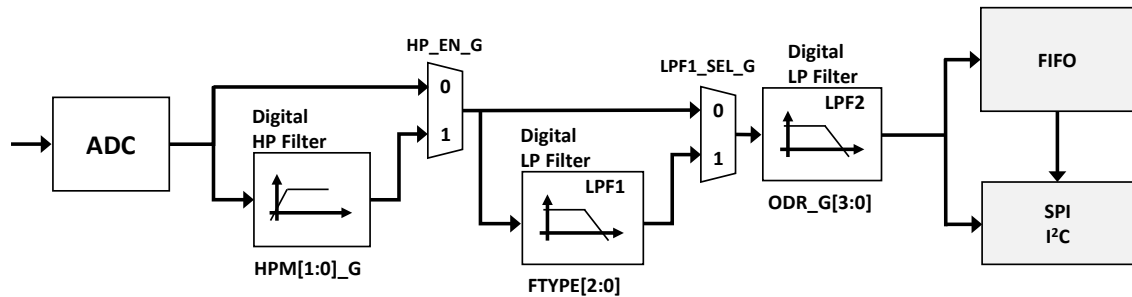 ADC
Digital
HP Filter
HPM[1:0]_G
HP_EN_G
0
1
Digital
LP Filter
LPF1
FTYPE[2:0]
LPF1_SEL_G
0
1
Digital
LP Filter
LPF2
ODR_G[3:0]
FIFO
SPI
I²C